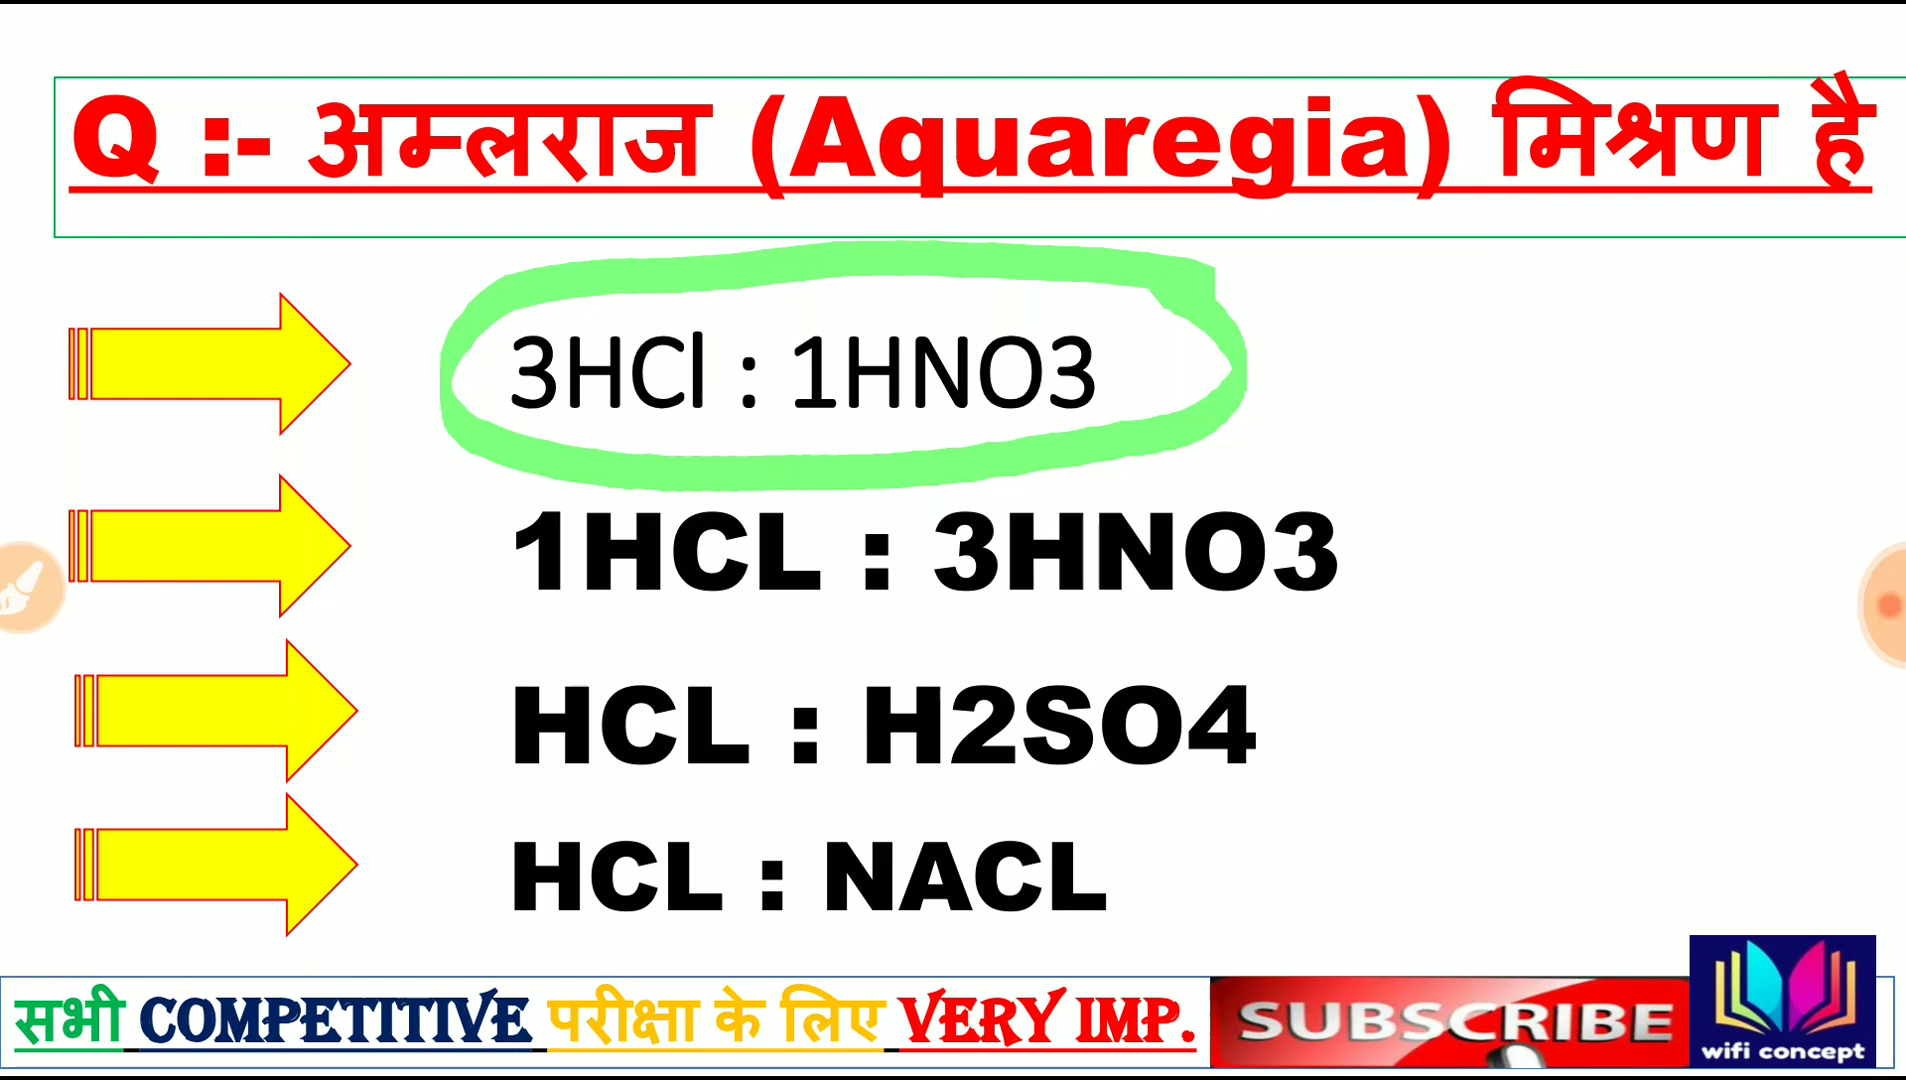 Q :- अम्लराज (Aquaregia) मिश्रण है
3HCl : 1HNO3
1HCL : 3HNO3
HCL : H2SO4
HCL : NACL
सभी COMPETITIVE परीक्षा के लिए VERY IMP.
SUBSCRIBE
wifi concept